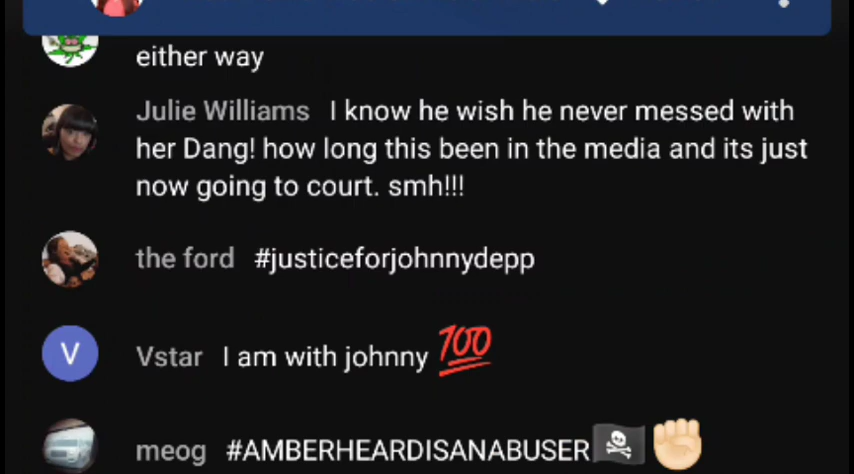 either way
Julie Williams I know he wish he never messed with
her Dang! how long this been in the media and its just
now going to court. smh!!!
the ford #justiceforjohnnydepp
V
Vstar I am with johnny 💯
meog #AMBERHEARDISANABUSER🏴‍☠️✊🏼